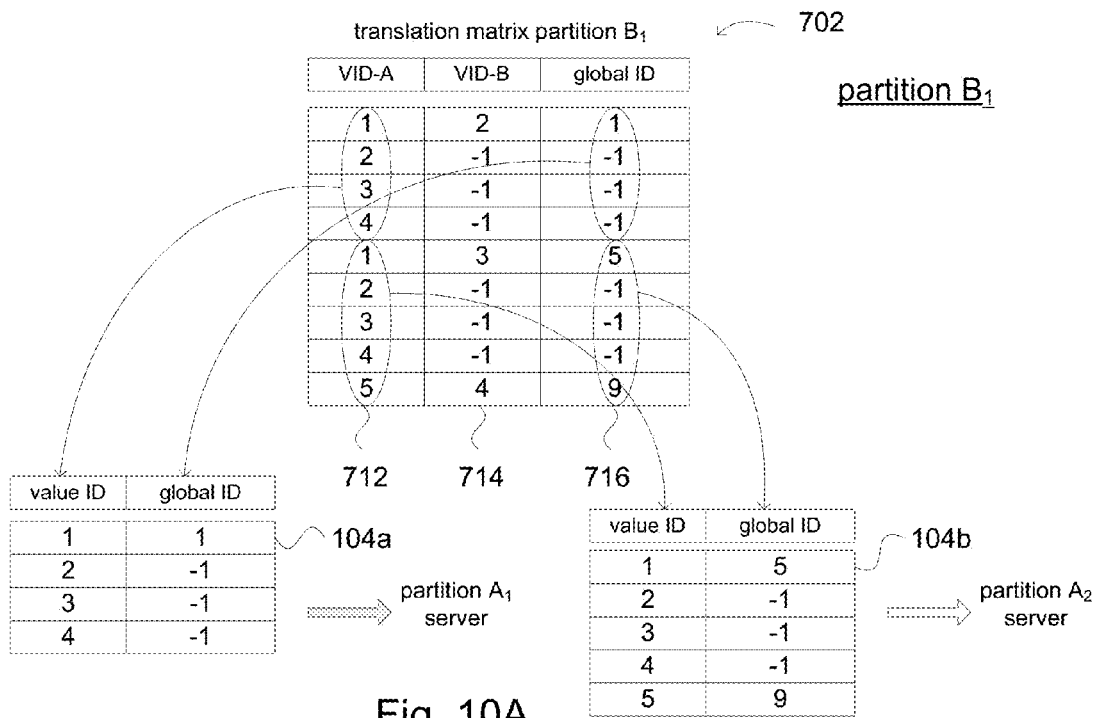 translation matrix partition B₁
702
partition B₁
VID-A VID-B global ID
1 2 1
2 -1 -1
3 -1 -1
4 -1 -1
1 3 5
2 -1 -1
3 -1 -1
4 -1 -1
5 4 9
712 714 716
value ID global ID
1 1
2 -1
3 -1
4 -1
104a
partition A₁
server
value ID global ID
1 5
2 -1
3 -1
4 -1
5 9
104b
partition A₂
server
Fig. 10A